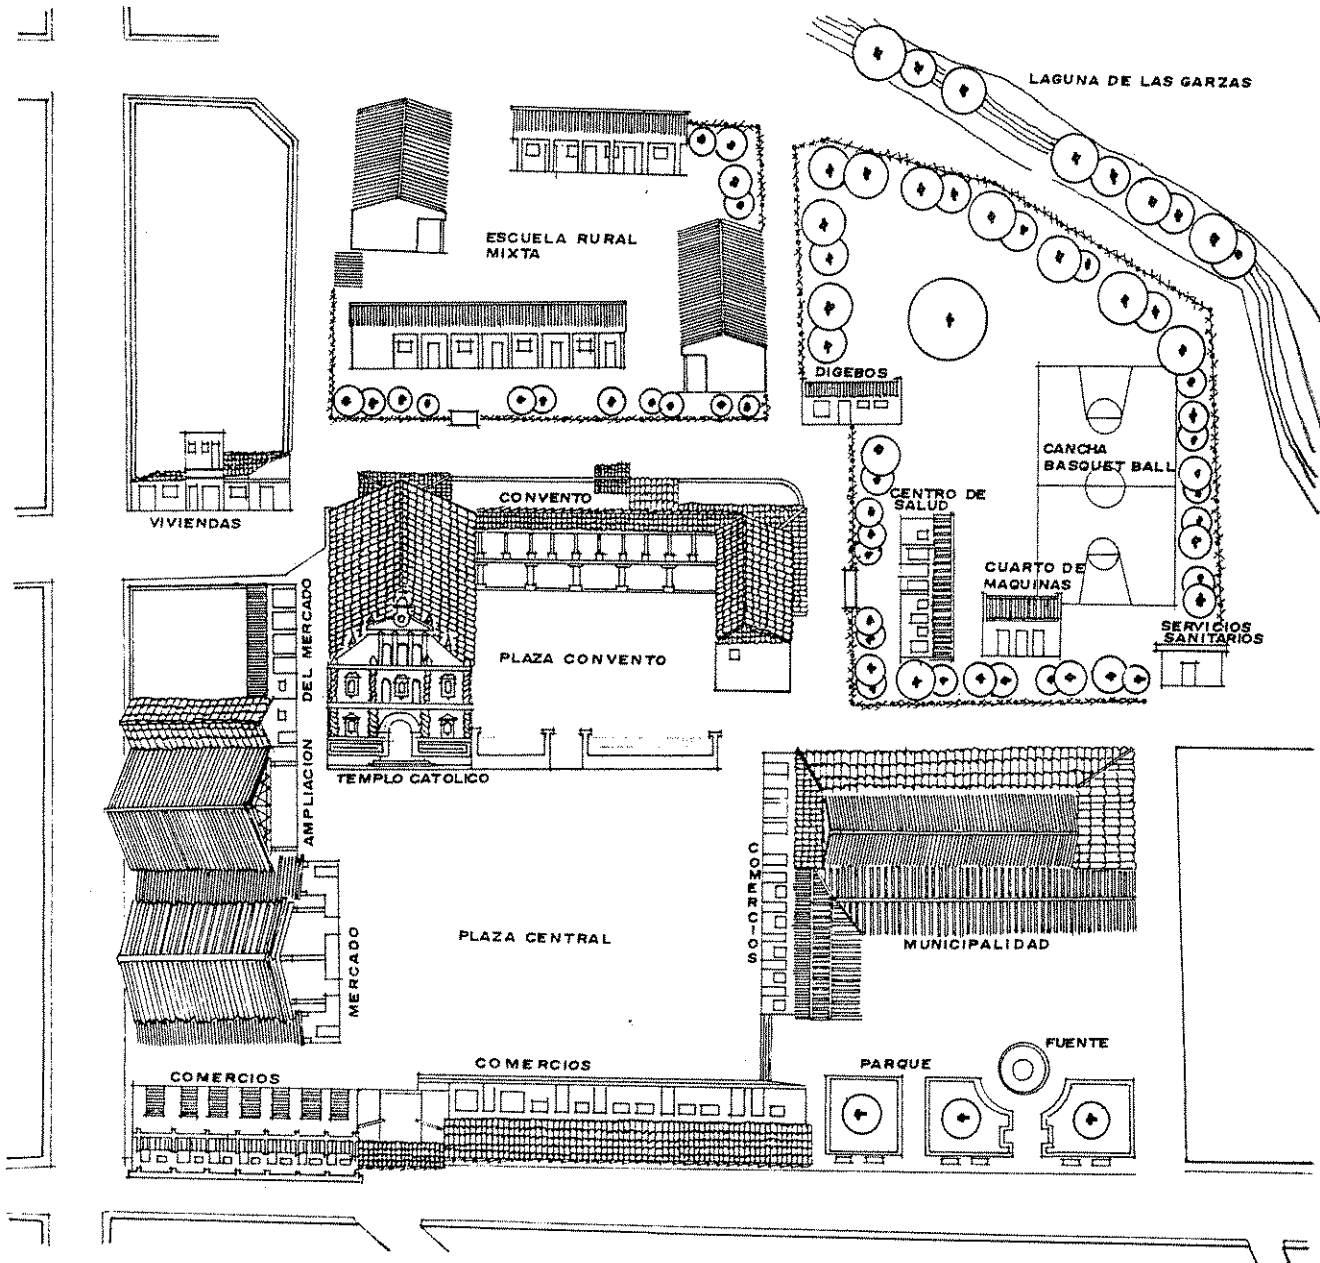 LAGUNA DE LAS GARZAS
ESCUELA RURAL
MIXTA
DIGEBOS
CANCHA
BASQUET BALL
VIVIENDAS
CONVENTO
CENTRO DE
SALUD
CUARTO DE
MAQUINAS
SERVICIOS
SANITARIOS
AMPLIACION DEL MERCADO
PLAZA CONVENTO
TEMPLO CATOLICO
COMERCIOS
PLAZA CENTRAL
MUNICIPALIDAD
MERCADO
COMERCIOS
COMERCIOS
PARQUE
FUENTE